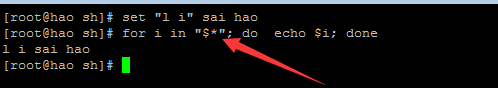 [root@hao sh]# set "l i" sai hao
[root@hao sh]# for i in "$*"; do  echo $i; done
l i sai hao
[root@hao sh]#